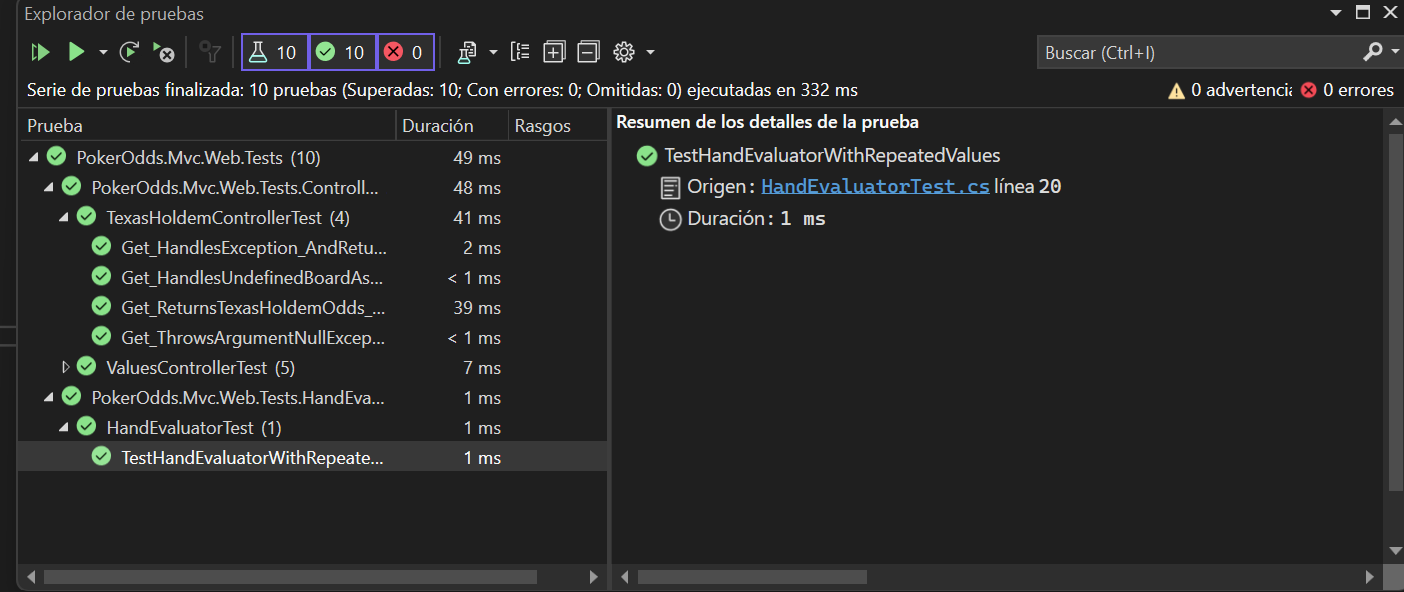 Explorador de pruebas
10 10 0
Buscar (Ctrl+I)
Serie de pruebas finalizada: 10 pruebas (Superadas: 10; Con errores: 0; Omitidas: 0) ejecutadas en 332 ms
0 advertencia 0 errores
Prueba Duración Rasgos
PokerOdds.Mvc.Web.Tests (10) 49 ms
PokerOdds.Mvc.Web.Tests.Controll... 48 ms
TexasHoldemControllerTest (4) 41 ms
Get_HandlesException_AndRetu... 2 ms
Get_HandlesUndefinedBoardAs... < 1 ms
Get_ReturnsTexasHoldemOdds_... 39 ms
Get_ThrowsArgumentNullExcep... < 1 ms
ValuesControllerTest (5) 7 ms
PokerOdds.Mvc.Web.Tests.HandEva... 1 ms
HandEvaluatorTest (1) 1 ms
TestHandEvaluatorWithRepeate... 1 ms
Resumen de los detalles de la prueba
TestHandEvaluatorWithRepeatedValues
Origen: HandEvaluatorTest.cs línea 20
Duración: 1 ms